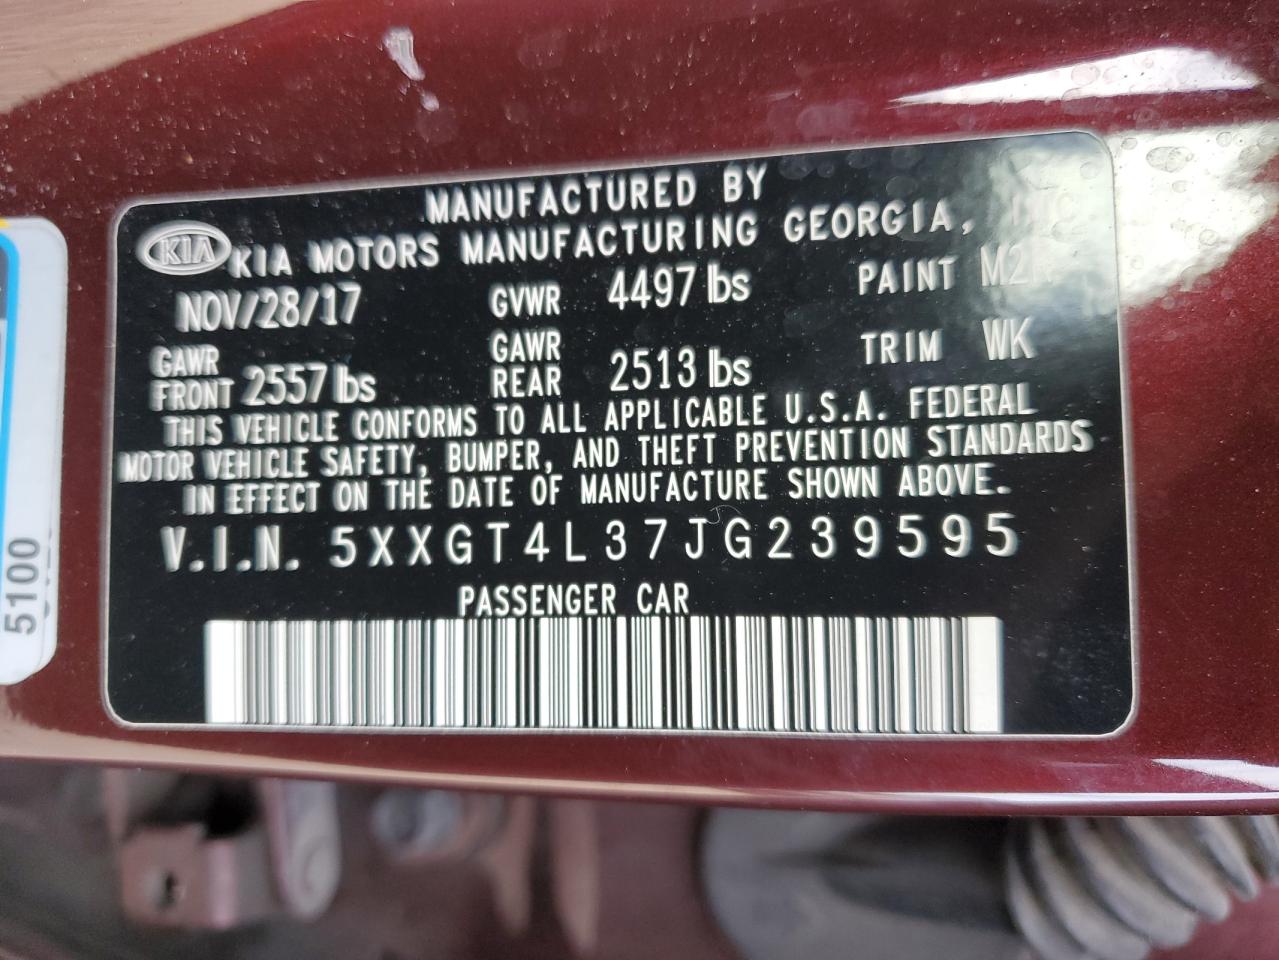 MANUFACTURED BY
KIA KIA MOTORS MANUFACTURING GEORGIA, INC
NOV/28/17 GVWR 4497 lbs PAINT
GAWR FRONT 2557 lbs GAWR REAR 2513 lbs TRIM WK
THIS VEHICLE CONFORMS TO ALL APPLICABLE U.S.A. FEDERAL
MOTOR VEHICLE SAFETY, BUMPER, AND THEFT PREVENTION STANDARDS
IN EFFECT ON THE DATE OF MANUFACTURE SHOWN ABOVE.
V.I.N. 5XXGT4L37JG239595
PASSENGER CAR
5100